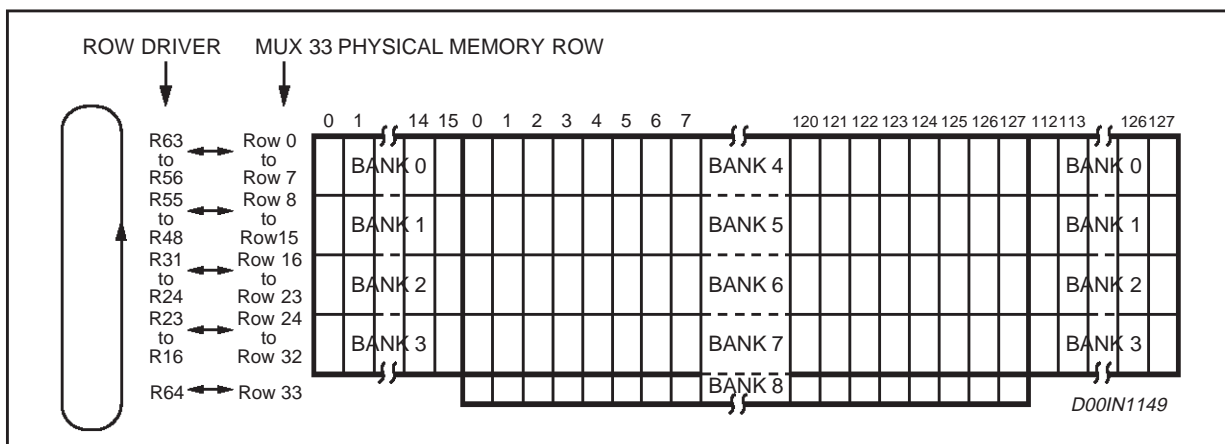 ROW DRIVER MUX 33 PHYSICAL MEMORY ROW
0 1 14 15 0 1 2 3 4 5 6 7 120 121 122 123 124 125 126 127 112 113 126 127
R63 Row 0
to to
R56 Row 7
BANK 0 BANK 4 BANK 0
R55 Row 8
to to
R48 Row15
BANK 1 BANK 5 BANK 1
R31 Row 16
to to
R24 Row 23
BANK 2 BANK 6 BANK 2
R23 Row 24
to to
R16 Row 32
BANK 3 BANK 7 BANK 3
R64 Row 33
BANK 8
D00IN1149